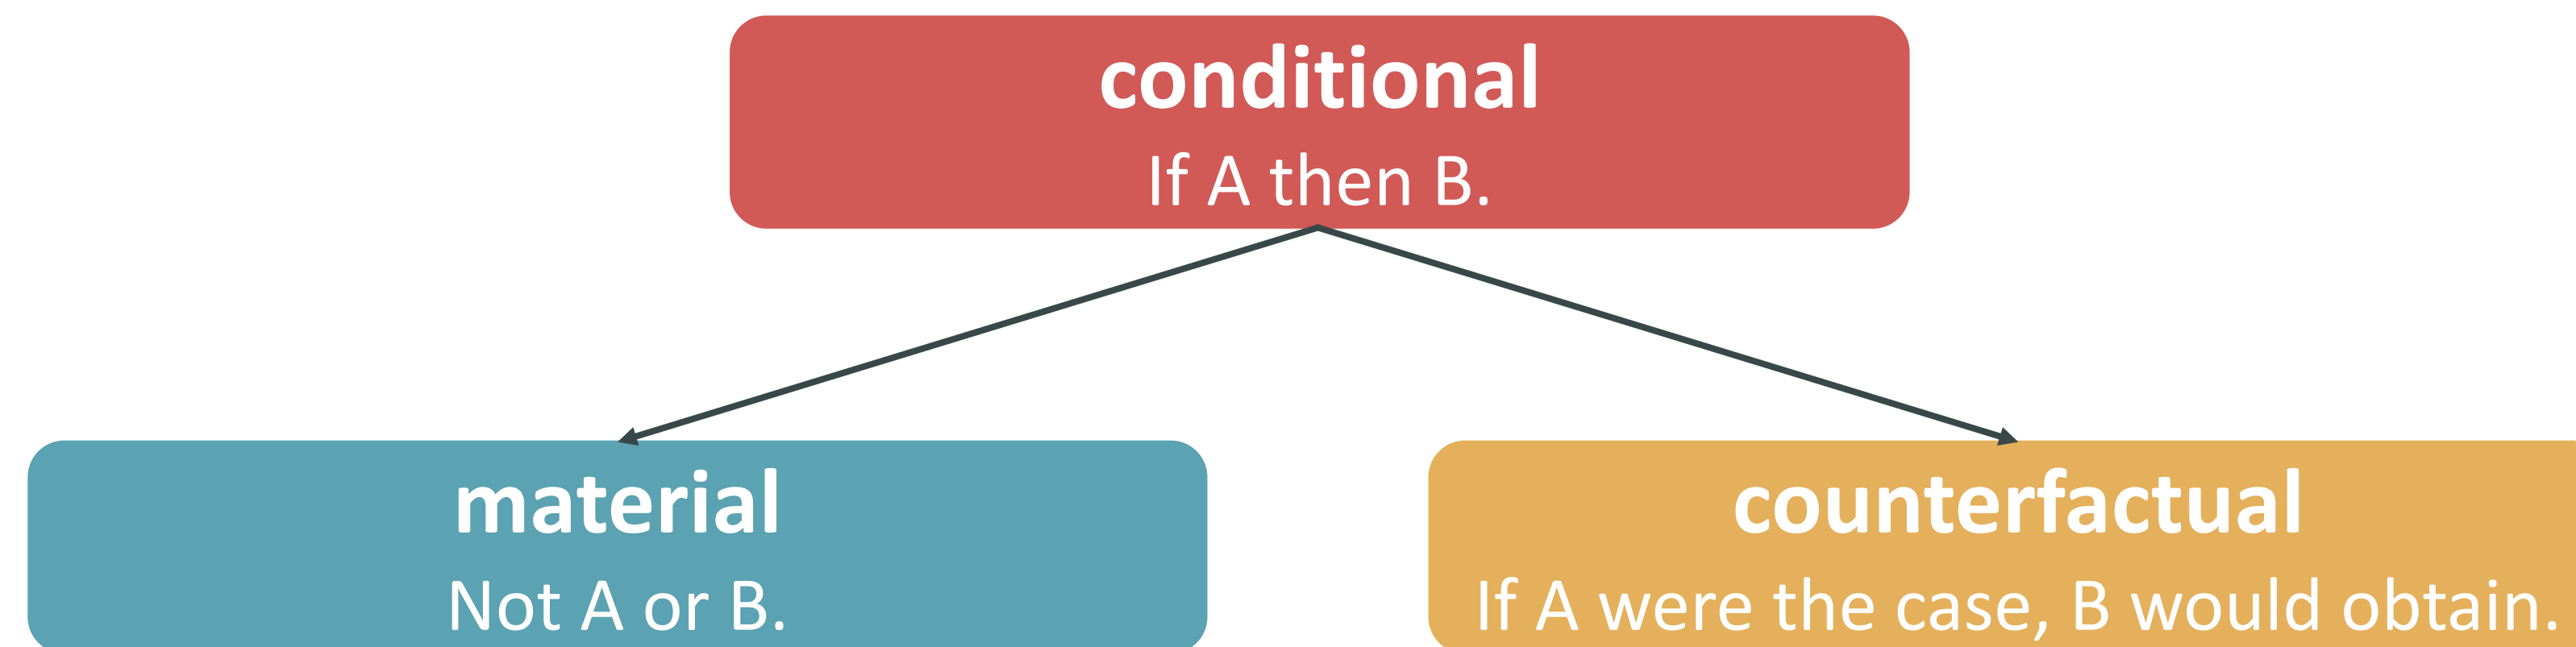 conditional
If A then B.
material
Not A or B.
counterfactual
If A were the case, B would obtain.